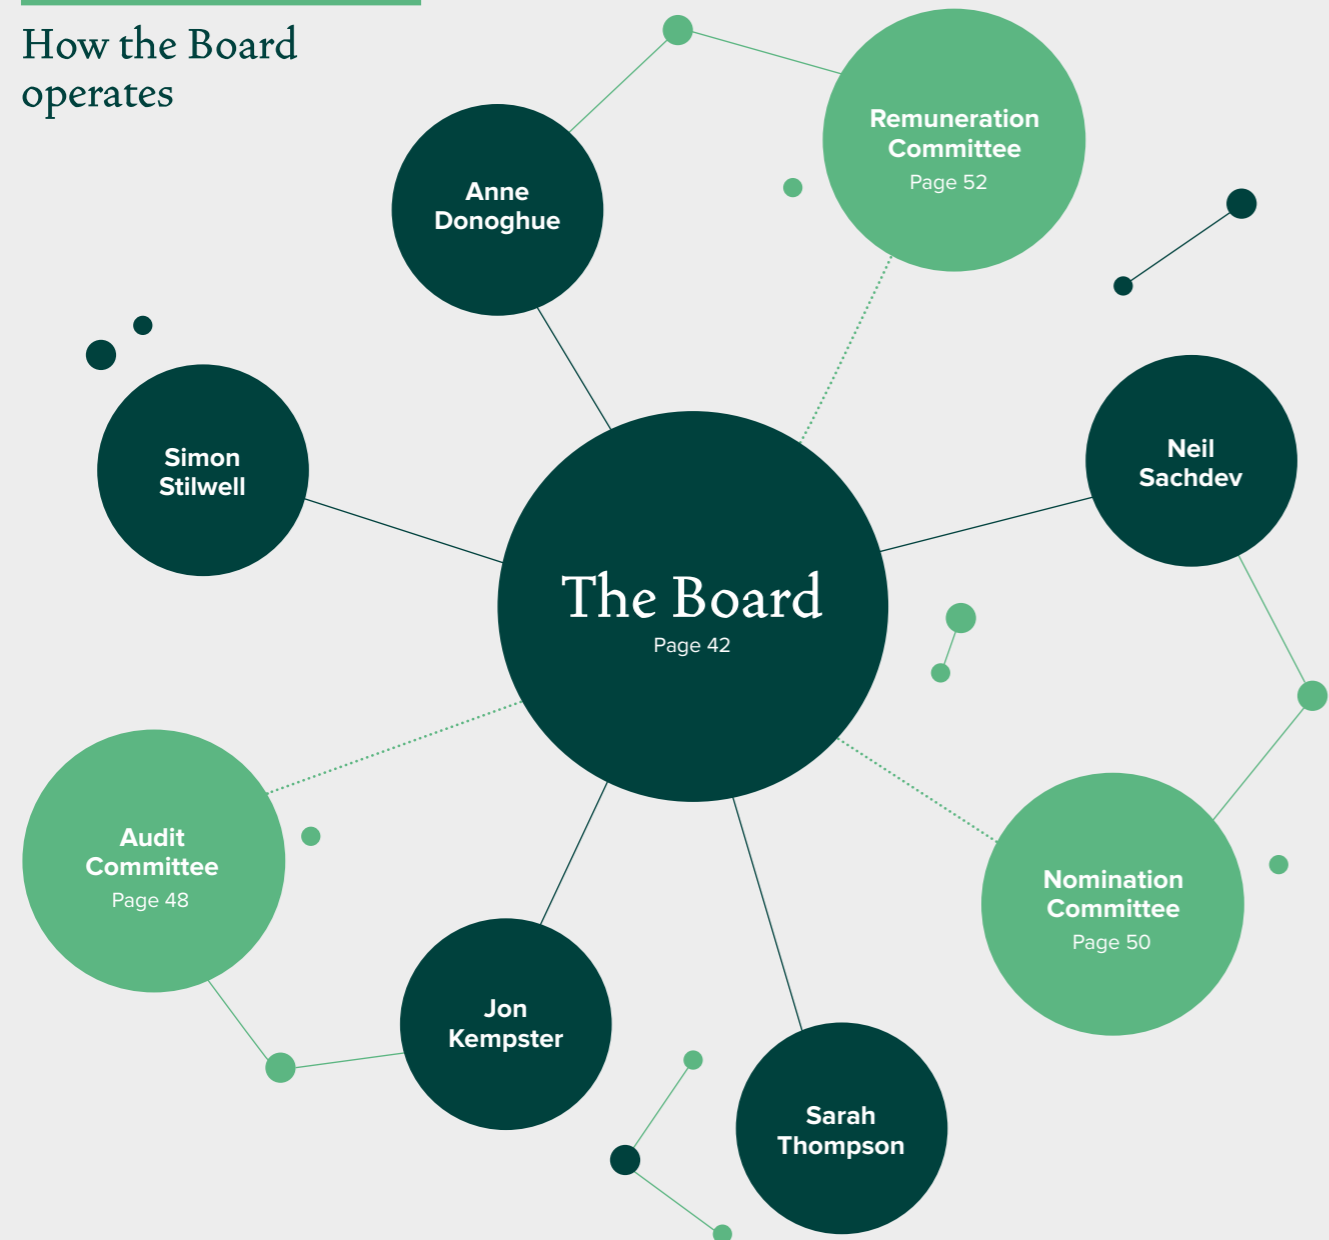 How the Board
operates
Remuneration
Committee
Page 52
Anne
Donoghue
Simon
Stilwell
Neil
Sachdev
The Board
Page 42
Audit
Committee
Page 48
Nomination
Committee
Page 50
Jon
Kempster
Sarah
Thompson